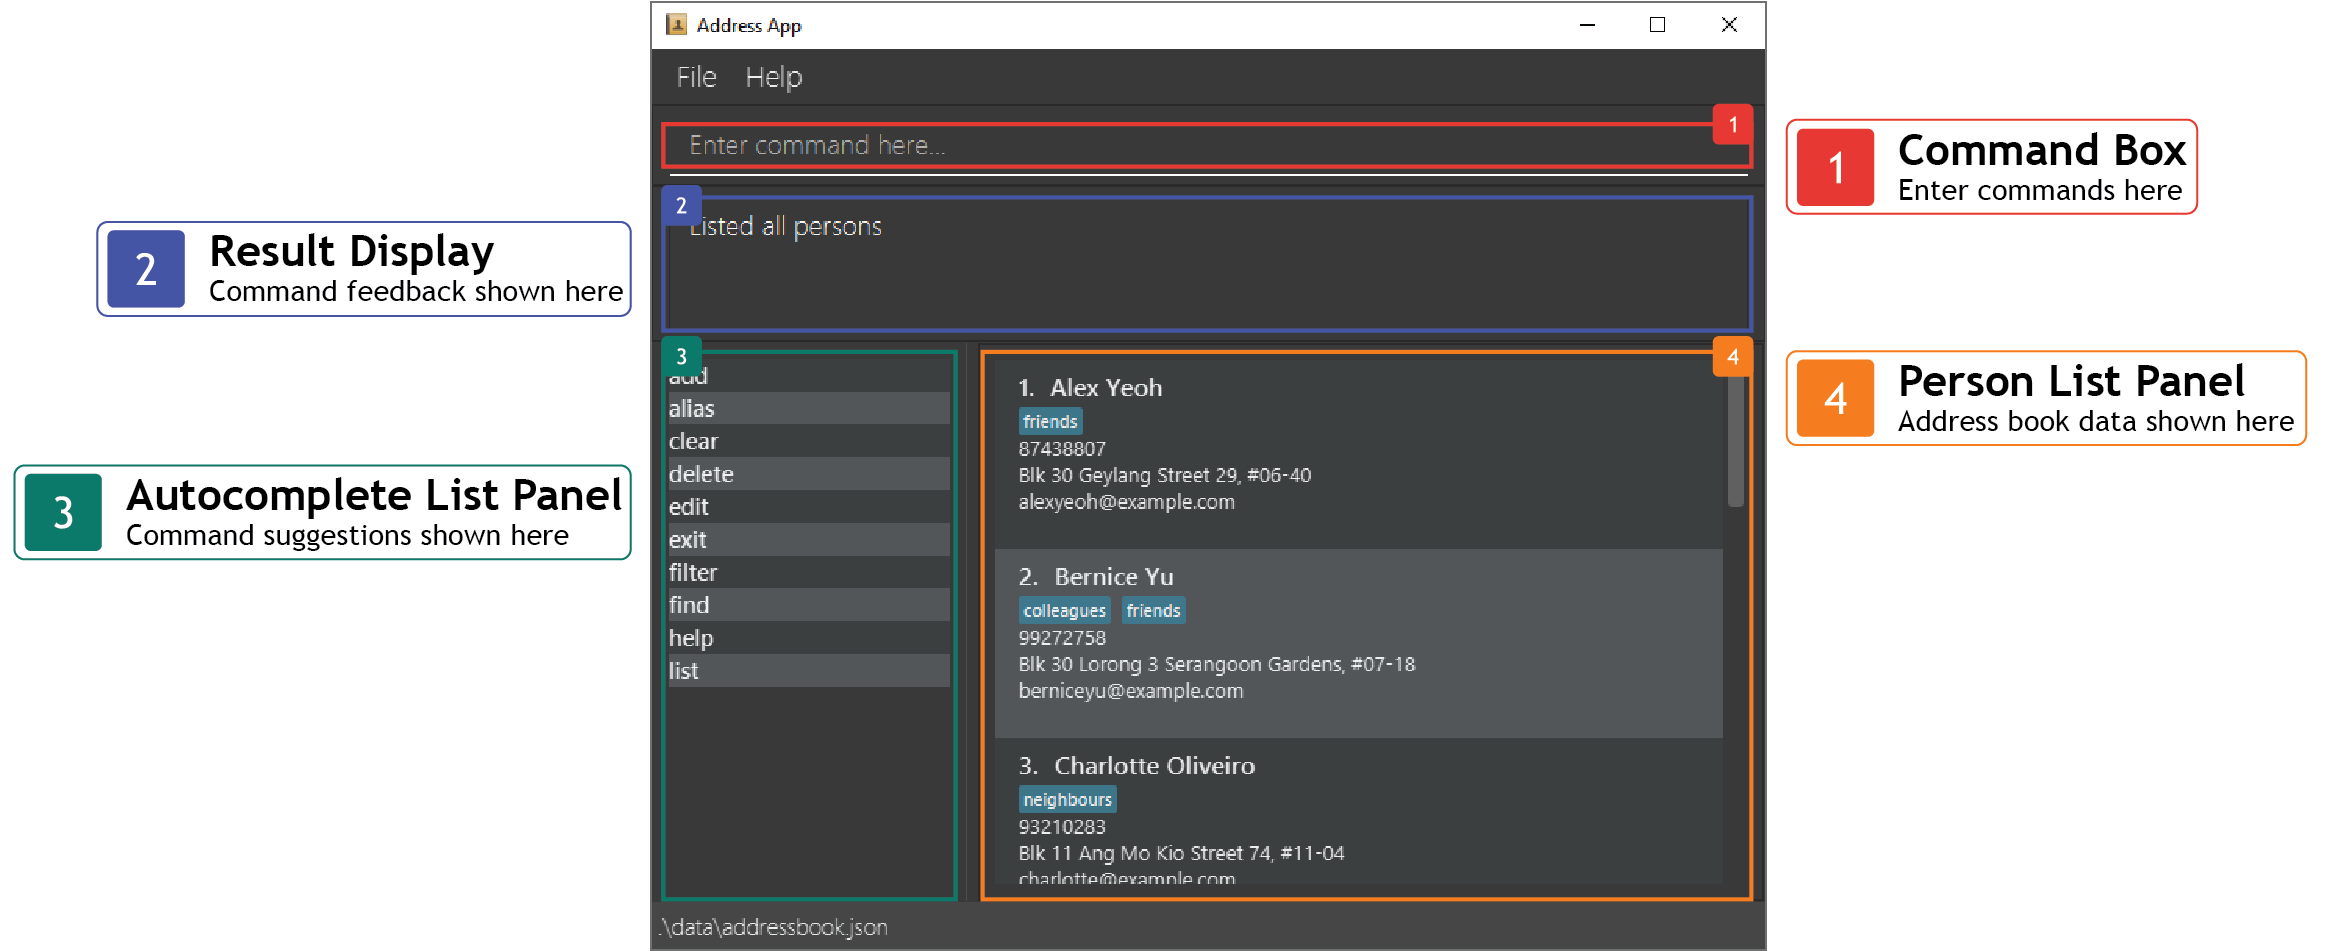 Address App
File Help
Enter command here...
1
1
Command Box
Enter commands here
2
Listed all persons
2
Result Display
Command feedback shown here
3
add
alias
clear
delete
edit
exit
filter
find
help
list
3
Autocomplete List Panel
Command suggestions shown here
4
1. Alex Yeoh
friends
87438807
Blk 30 Geylang Street 29, #06-40
alexyeoh@example.com
2. Bernice Yu
colleagues friends
99272758
Blk 30 Lorong 3 Serangoon Gardens, #07-18
berniceyu@example.com
3. Charlotte Oliveiro
neighbours
93210283
Blk 11 Ang Mo Kio Street 74, #11-04
charlotte@example.com
4
Person List Panel
Address book data shown here
.\data\addressbook.json